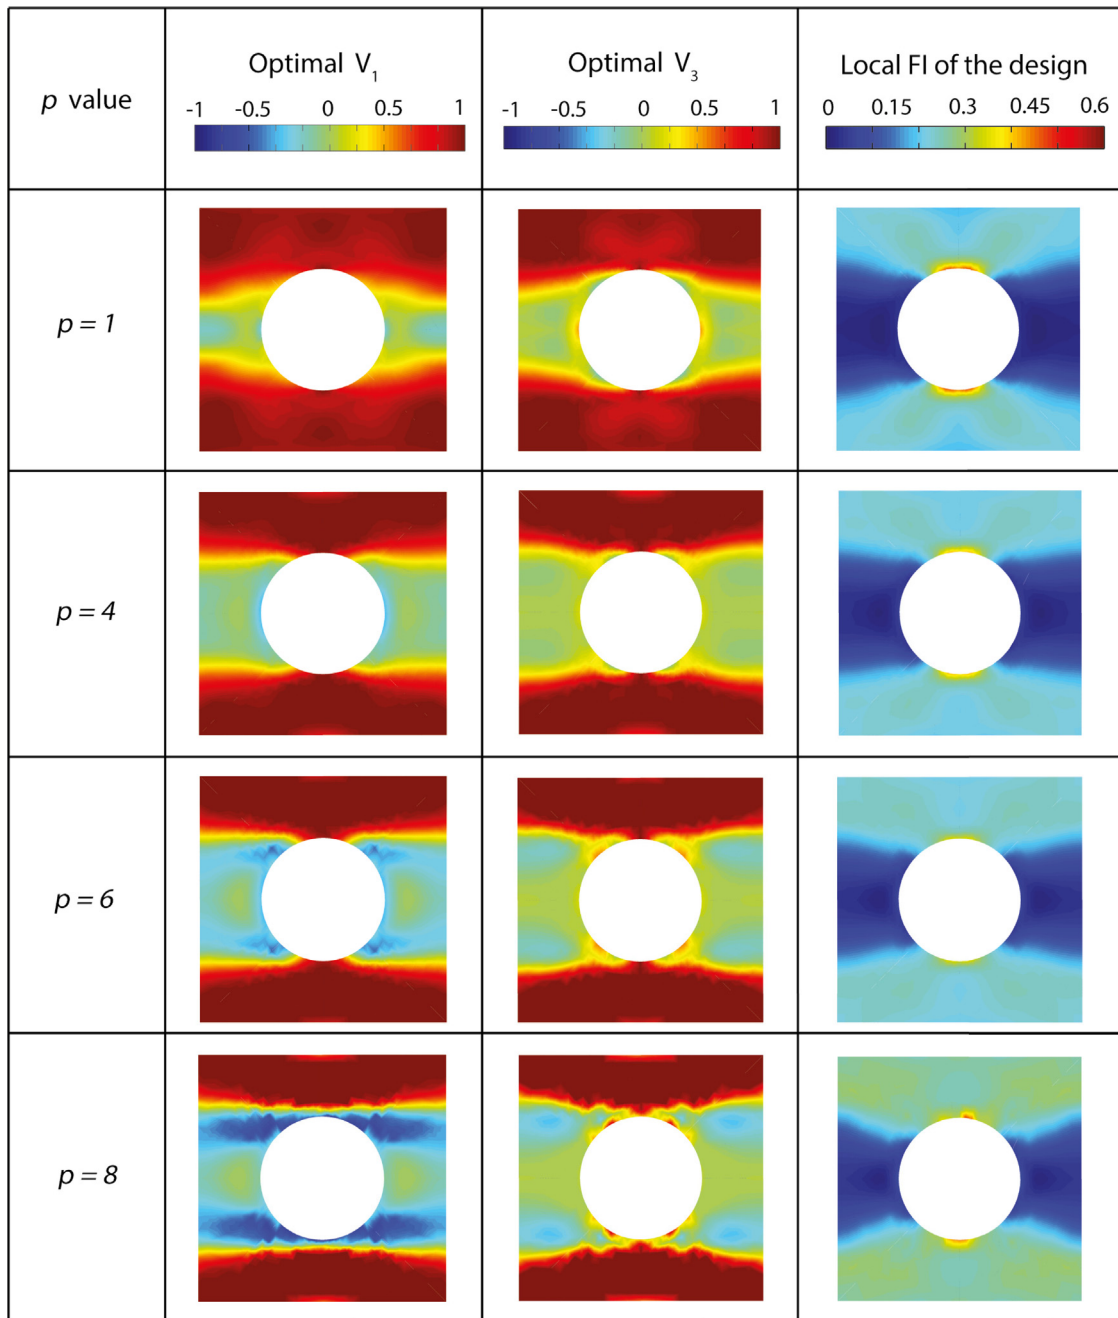 p value
Optimal V₁
-1 -0.5 0 0.5 1
Optimal V₃
-1 -0.5 0 0.5 1
Local FI of the design
0 0.15 0.3 0.45 0.6
p = 1
p = 4
p = 6
p = 8